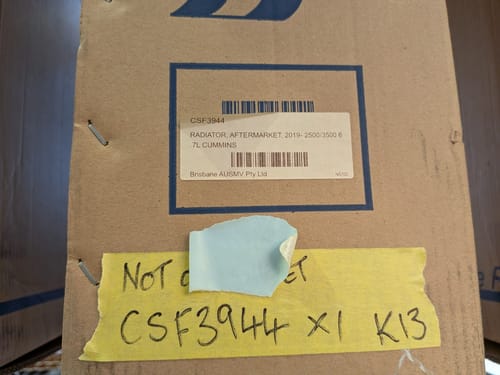 CSF3944
RADIATOR, AFTERMARKET, 2019- 2500/3500 6
.7L CUMMINS
Brisbane AUSMV Pty Ltd
NOT
CSF3944 x1 K13